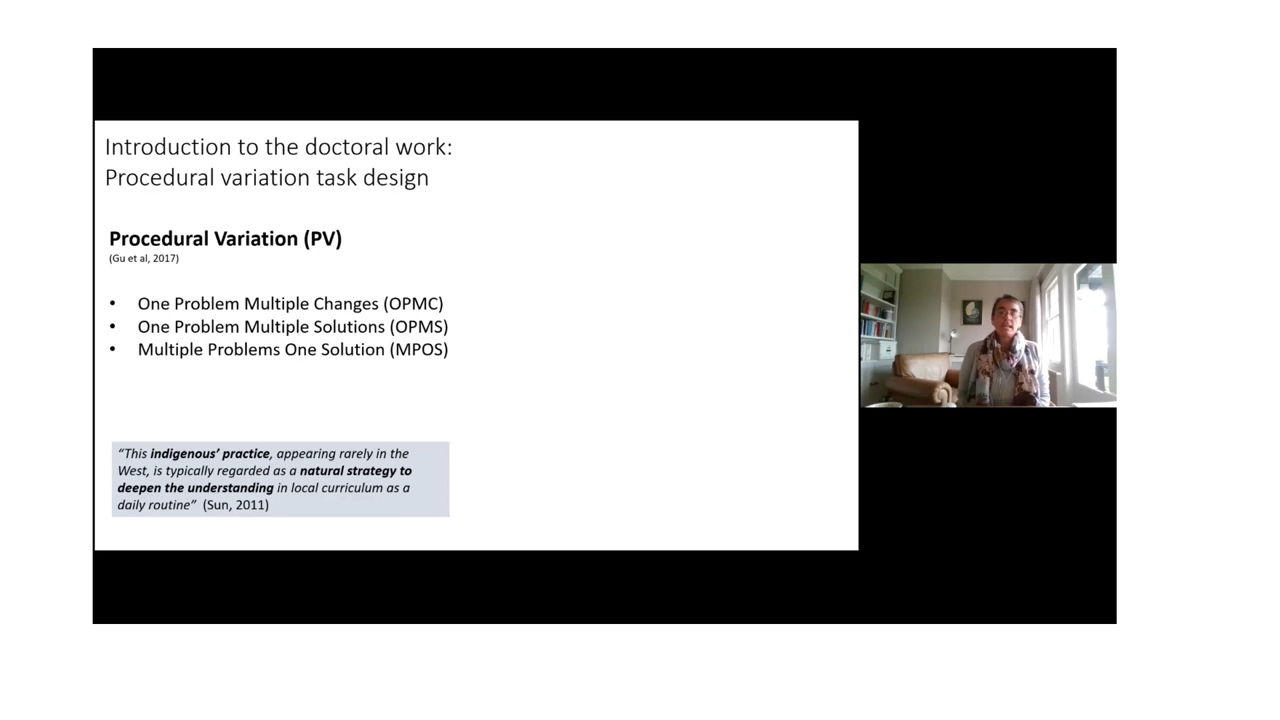 Introduction to the doctoral work:
Procedural variation task design
Procedural Variation (PV)
(Gu et al, 2017)
• One Problem Multiple Changes (OPMC)
• One Problem Multiple Solutions (OPMS)
• Multiple Problems One Solution (MPOS)
“This indigenous’ practice, appearing rarely in the
West, is typically regarded as a natural strategy to
deepen the understanding in local curriculum as a
daily routine” (Sun, 2011)